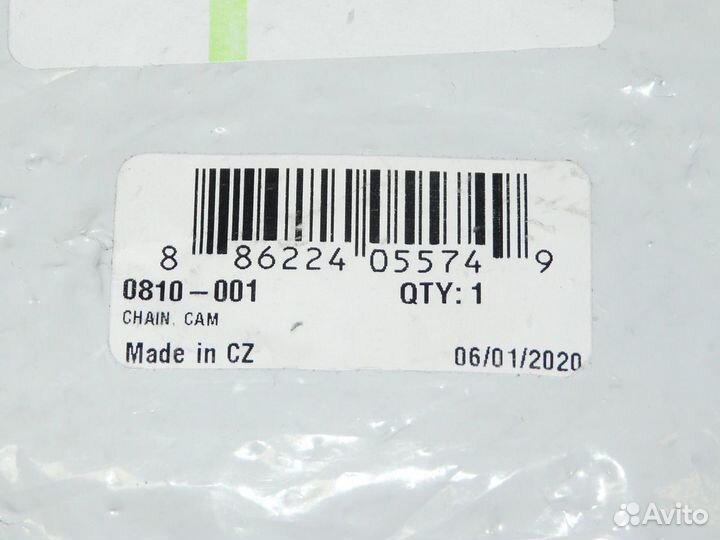 8 86224 05574 9
0810-001 QTY: 1
CHAIN, CAM
Made in CZ 06/01/2020
Avito